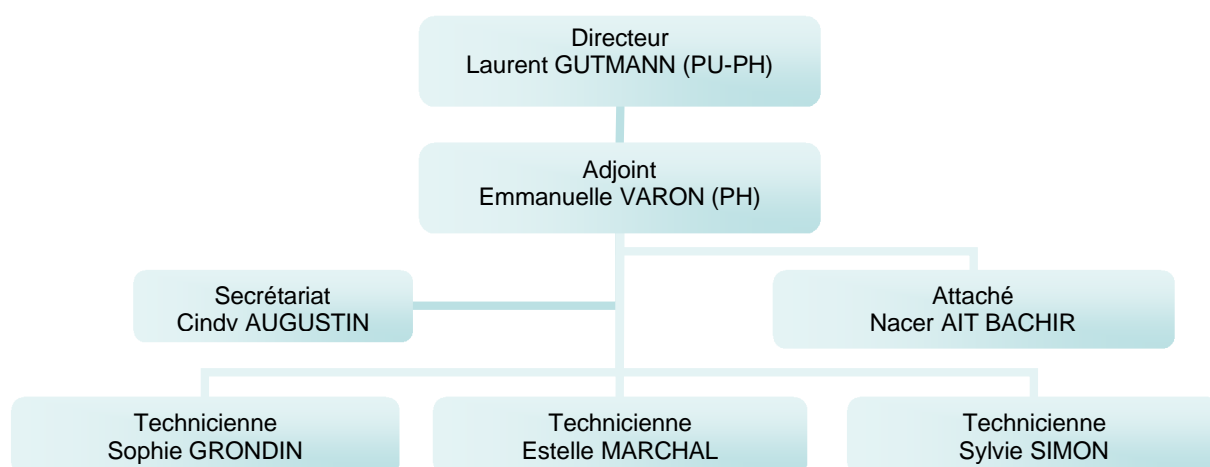 Directeur
Laurent GUTMANN (PU-PH)
Adjoint
Emmanuelle VARON (PH)
Secrétariat
Cindv AUGUSTIN
Attaché
Nacer AIT BACHIR
Technicienne
Sophie GRONDIN
Technicienne
Estelle MARCHAL
Technicienne
Sylvie SIMON